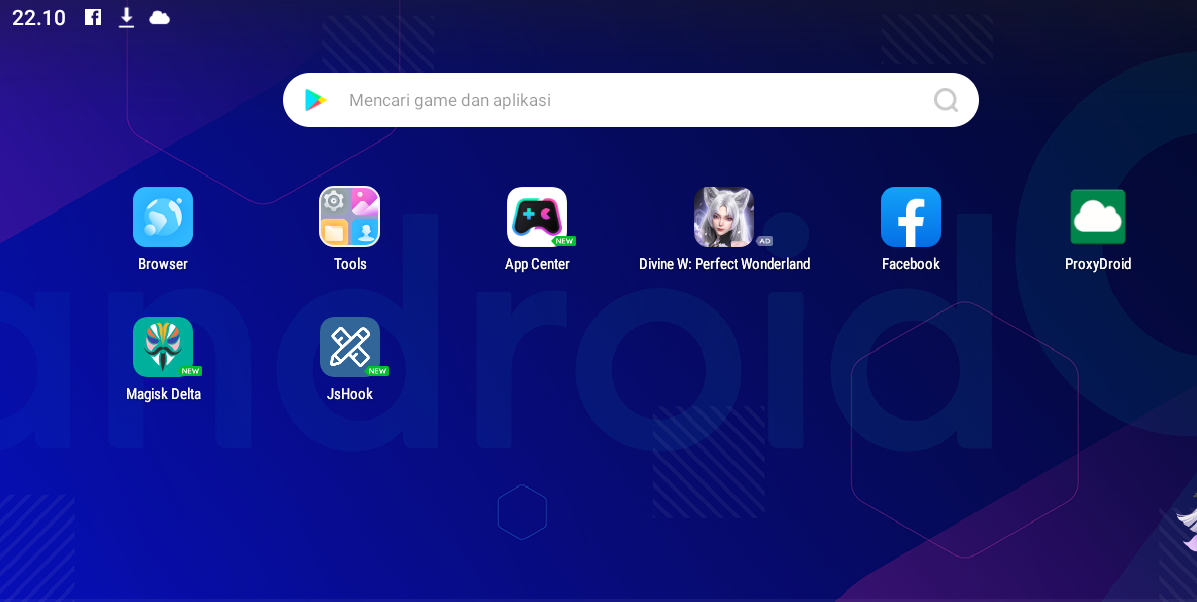 22.10
Mencari game dan aplikasi
NEW
AD
Browser
Tools
App Center
Divine W: Perfect Wonderland
Facebook
ProxyDroid
android
NEW
NEW
Magisk Delta
JsHook